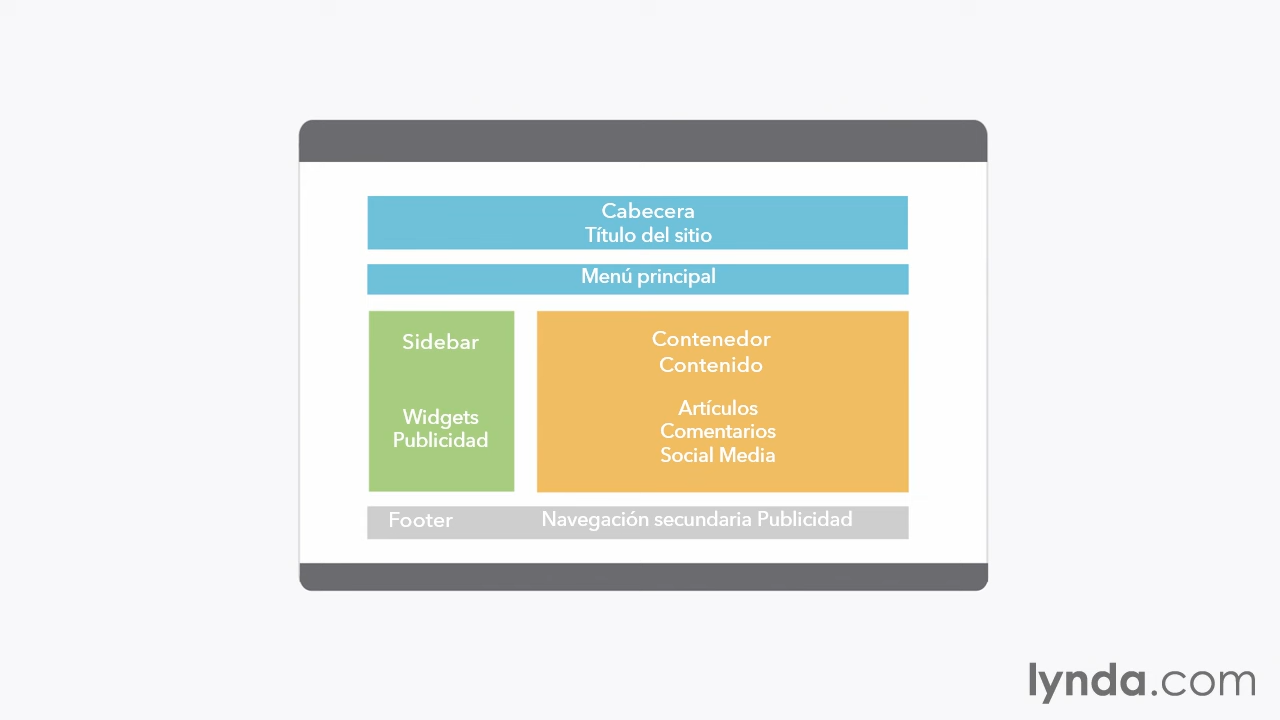 Cabecera
Título del sitio
Menú principal
Sidebar
Widgets
Publicidad
Contenedor
Contenido
Artículos
Comentarios
Social Media
Footer
Navegación secundaria Publicidad
lynda.com